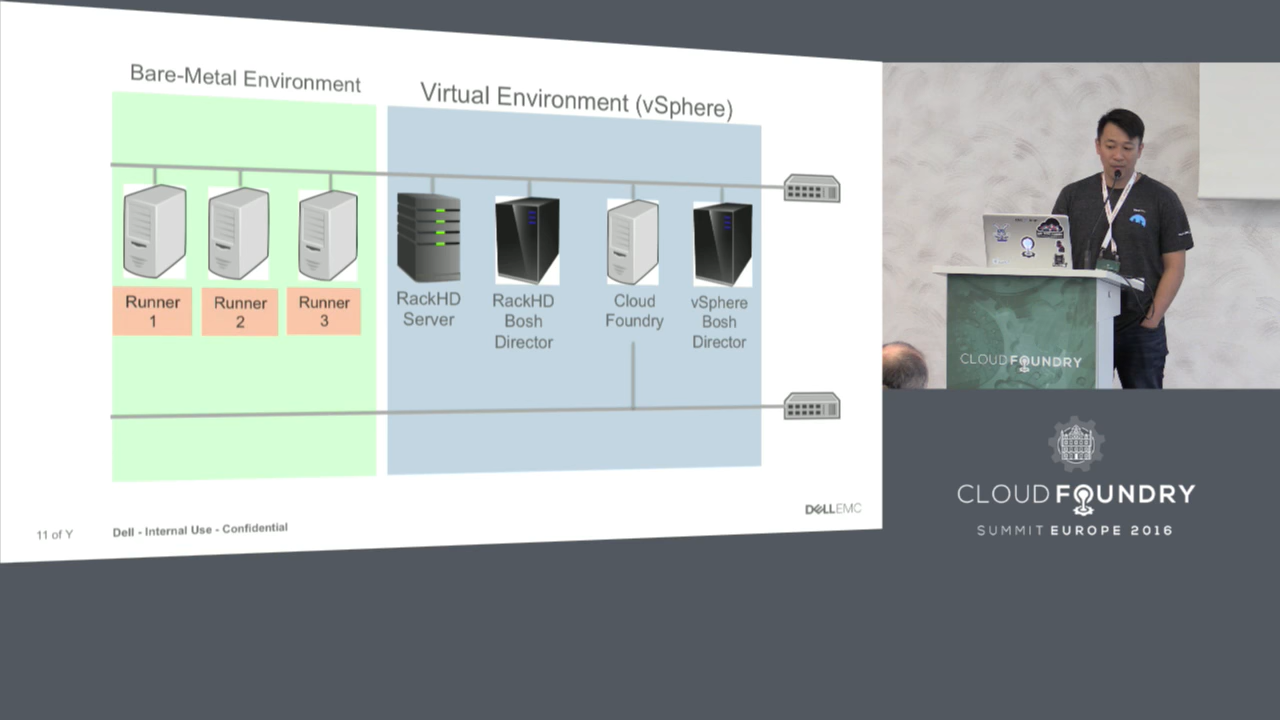 Bare-Metal Environment
Virtual Environment (vSphere)
Runner
1
Runner
2
Runner
3
RackHD
Server
RackHD
Bosh
Director
Cloud
Foundry
vSphere
Bosh
Director
11 of Y
Dell - Internal Use - Confidential
DELLEMC
CLOUD FOUNDRY
CLOUD FOUNDRY
SUMMIT EUROPE 2016